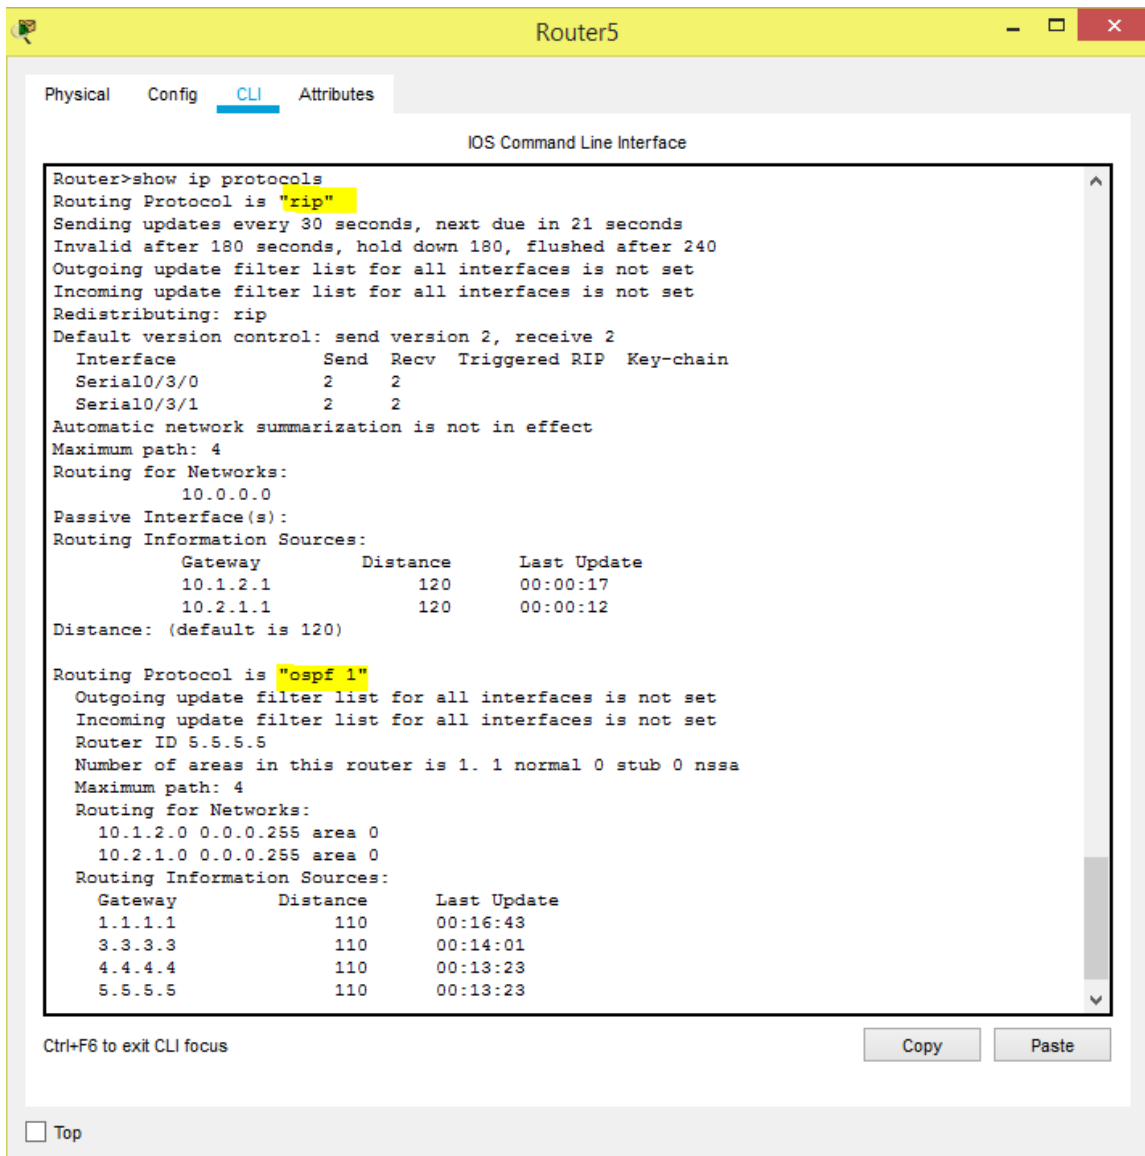 Router5
Physical Config CLI Attributes
IOS Command Line Interface
Router>show ip protocols
Routing Protocol is "rip"
Sending updates every 30 seconds, next due in 21 seconds
Invalid after 180 seconds, hold down 180, flushed after 240
Outgoing update filter list for all interfaces is not set
Incoming update filter list for all interfaces is not set
Redistributing: rip
Default version control: send version 2, receive 2
Interface Send Recv Triggered RIP Key-chain
Serial0/3/0 2 2
Serial0/3/1 2 2
Automatic network summarization is not in effect
Maximum path: 4
Routing for Networks:
10.0.0.0
Passive Interface(s):
Routing Information Sources:
Gateway Distance Last Update
10.1.2.1 120 00:00:17
10.2.1.1 120 00:00:12
Distance: (default is 120)
Routing Protocol is "ospf 1"
Outgoing update filter list for all interfaces is not set
Incoming update filter list for all interfaces is not set
Router ID 5.5.5.5
Number of areas in this router is 1. 1 normal 0 stub 0 nssa
Maximum path: 4
Routing for Networks:
10.1.2.0 0.0.0.255 area 0
10.2.1.0 0.0.0.255 area 0
Routing Information Sources:
Gateway Distance Last Update
1.1.1.1 110 00:16:43
3.3.3.3 110 00:14:01
4.4.4.4 110 00:13:23
5.5.5.5 110 00:13:23
Ctrl+F6 to exit CLI focus Copy Paste
Top